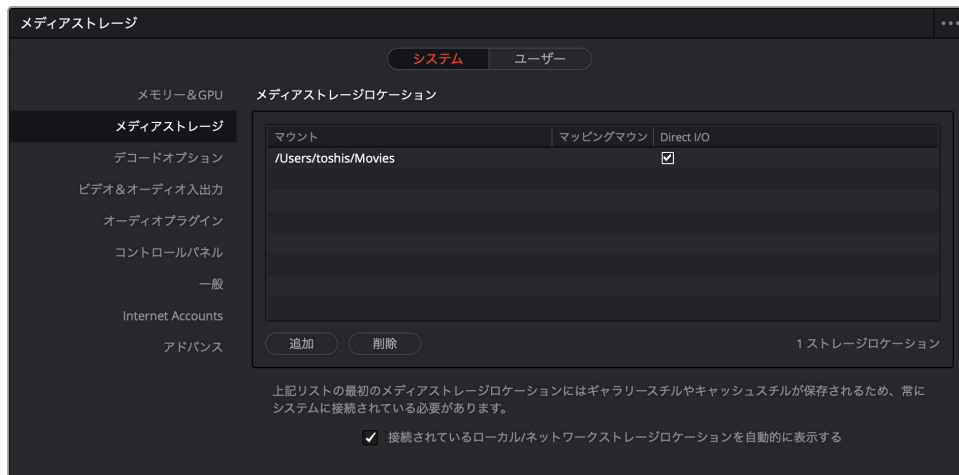 メディアストレージ
システム ユーザー
メモリー＆GPU
メディアストレージ
デコードオプション
ビデオ＆オーディオ入出力
オーディオプラグイン
コントロールパネル
一般
Internet Accounts
アドバンス
メディアストレージロケーション
マウント マッピングマウン Direct I/O
/Users/toshis/Movies
追加 削除 1 ストレージロケーション
上記リストの最初のメディアストレージロケーションにはギャラリースチルやキャッシュスチルが保存されるため、常に
システムに接続されている必要があります。
接続されているローカル/ネットワークストレージロケーションを自動的に表示する